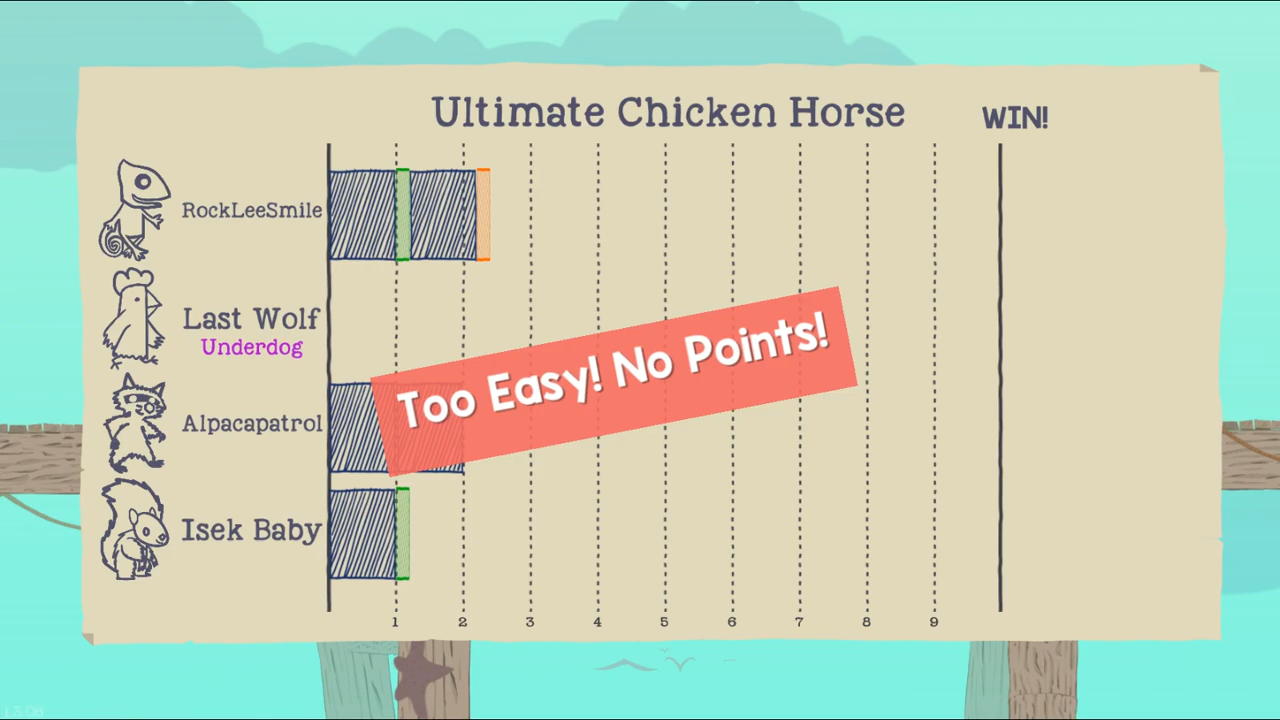 Ultimate Chicken Horse
WIN!
RockLeeSmile
Last Wolf
Underdog
Too Easy! No Points!
Alpacapatrol
Isek Baby
1 2 3 4 5 6 7 8 9